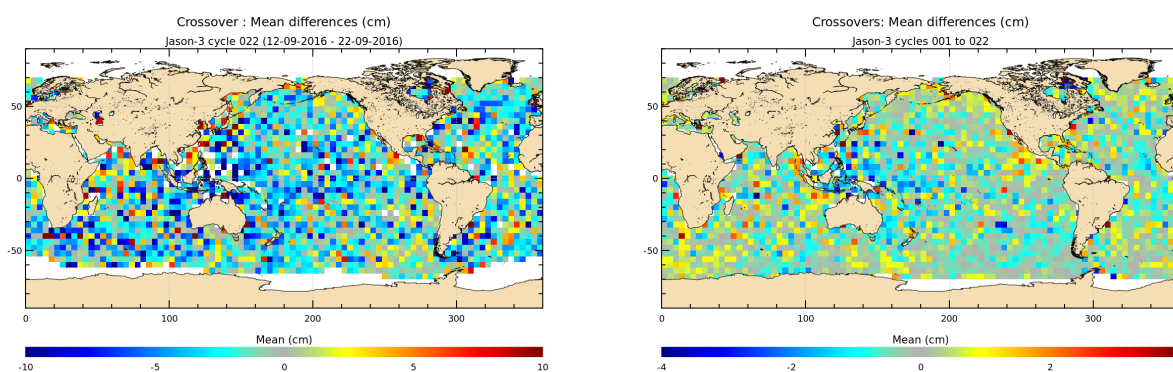 Crossover : Mean differences (cm)
Jason-3 cycle 022 (12-09-2016 - 22-09-2016)
50
0
-50
0 100 200 300
Mean (cm)
-10 -5 0 5 10
Crossovers: Mean differences (cm)
Jason-3 cycles 001 to 022
50
0
-50
0 100 200 300
Mean (cm)
-4 -2 0 2